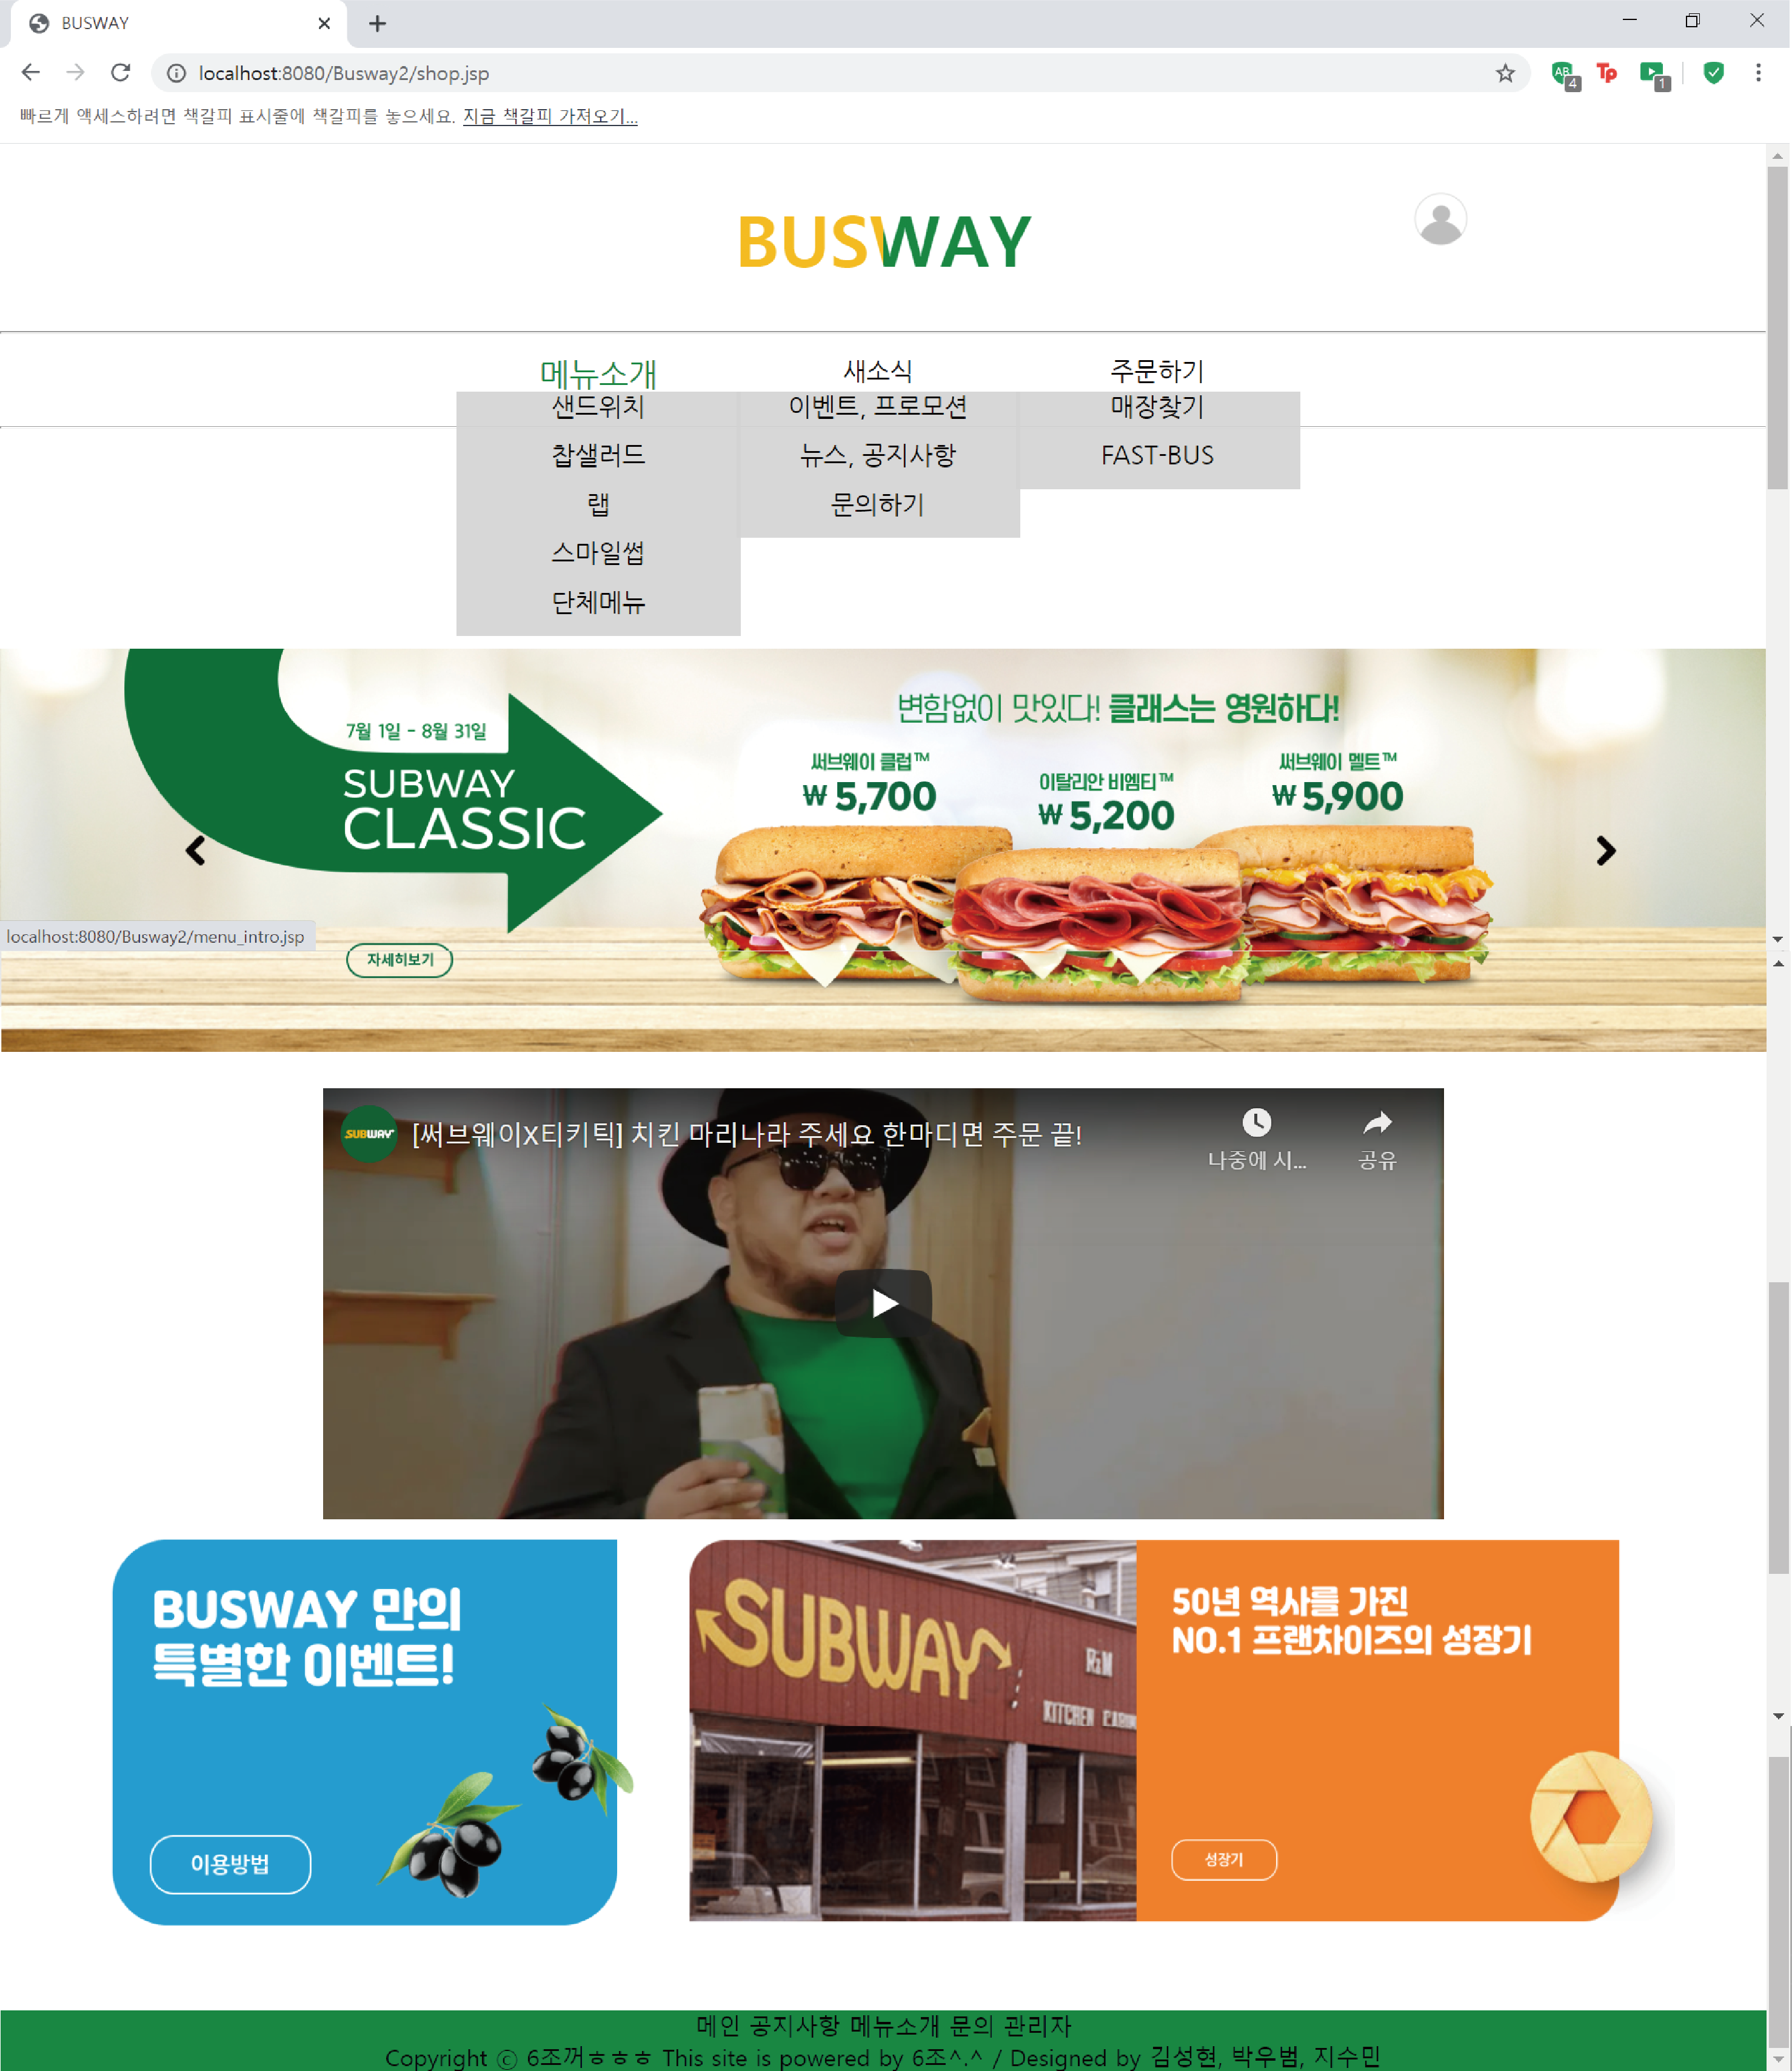 BUSWAY
localhost:8080/Busway2/shop.jsp
4
1
빠르게 액세스하려면 책갈피 표시줄에 책갈피를 놓으세요. 지금 책갈피 가져오기...
BUSWAY
메뉴소개 새소식 주문하기
샌드위치 이벤트, 프로모션 매장찾기
찹샐러드 뉴스, 공지사항 FAST-BUS
랩 문의하기
스마일썹
단체메뉴
변함없이 맛있다! 클래스는 영원하다!
7월 1일 - 8월 31일
SUBWAY
CLASSIC
써브웨이 클럽™
₩ 5,700
이탈리안 비엠티™
₩ 5,200
써브웨이 멜트™
₩ 5,900
localhost:8080/Busway2/menu_intro.jsp
자세히보기
SUBWAY
[써브웨이X티키틱] 치킨 마리나라 주세요 한마디면 주문 끝!
나중에 시...
공유
BUSWAY 만의
특별한 이벤트!
이용방법
SUBWAY
R&M
KITCHEN
50년 역사를 가진
NO.1 프랜차이즈의 성장기
성장기
메인 공지사항 메뉴소개 문의 관리자
Copyright ⓒ 6조꺼ㅎㅎㅎ This site is powered by 6조^.^ / Designed by 김성현, 박우범, 지수민